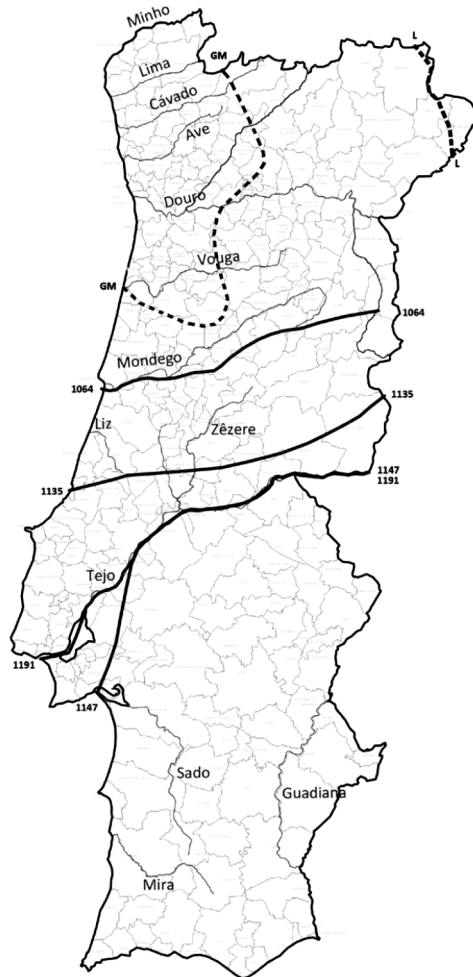 Minho
L
GM
Lima
Cávado
Ave
L
Douro
Vouga
GM
1064
Mondego
1064
1135
Liz
Zêzere
1147
1135
1191
Tejo
1191
1147
Sado
Guadiana
Mira